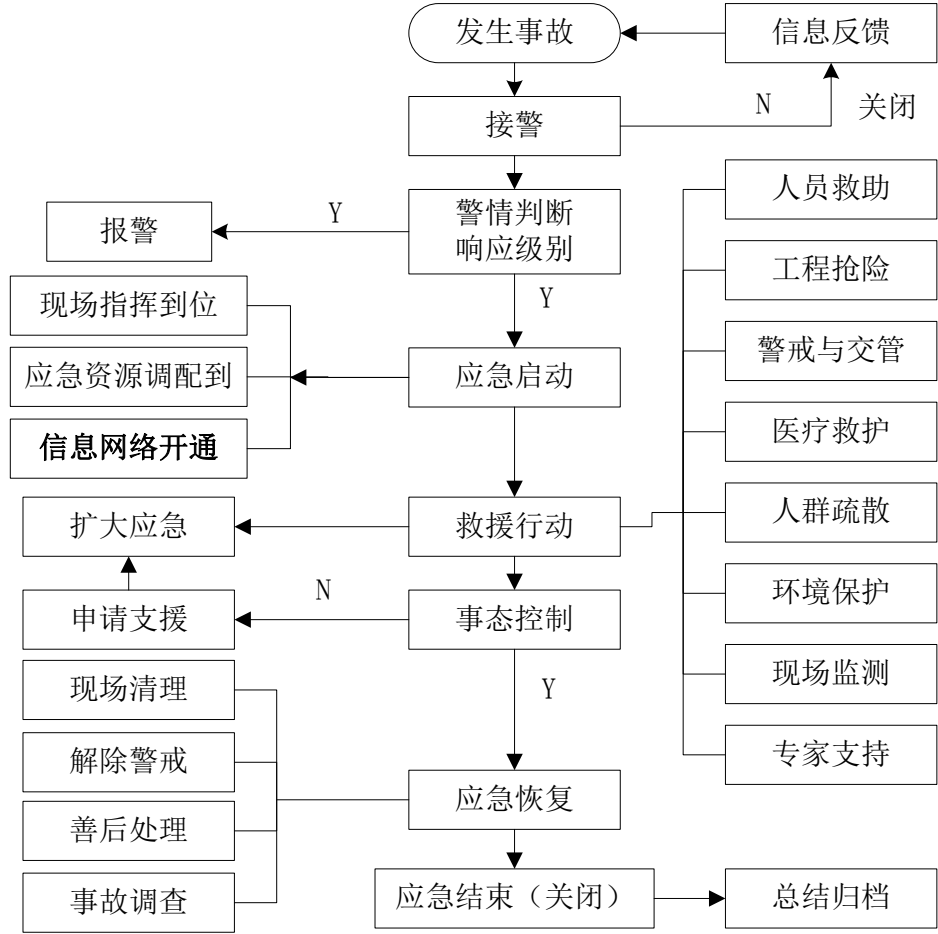 发生事故
信息反馈
接警
N
关闭
人员救助
报警
Y
警情判断
响应级别
工程抢险
现场指挥到位
Y
警戒与交管
应急资源调配到
应急启动
医疗救护
信息网络开通
扩大应急
救援行动
人群疏散
N
环境保护
申请支援
事态控制
现场清理
Y
现场监测
解除警戒
专家支持
应急恢复
善后处理
事故调查
应急结束（关闭）
总结归档